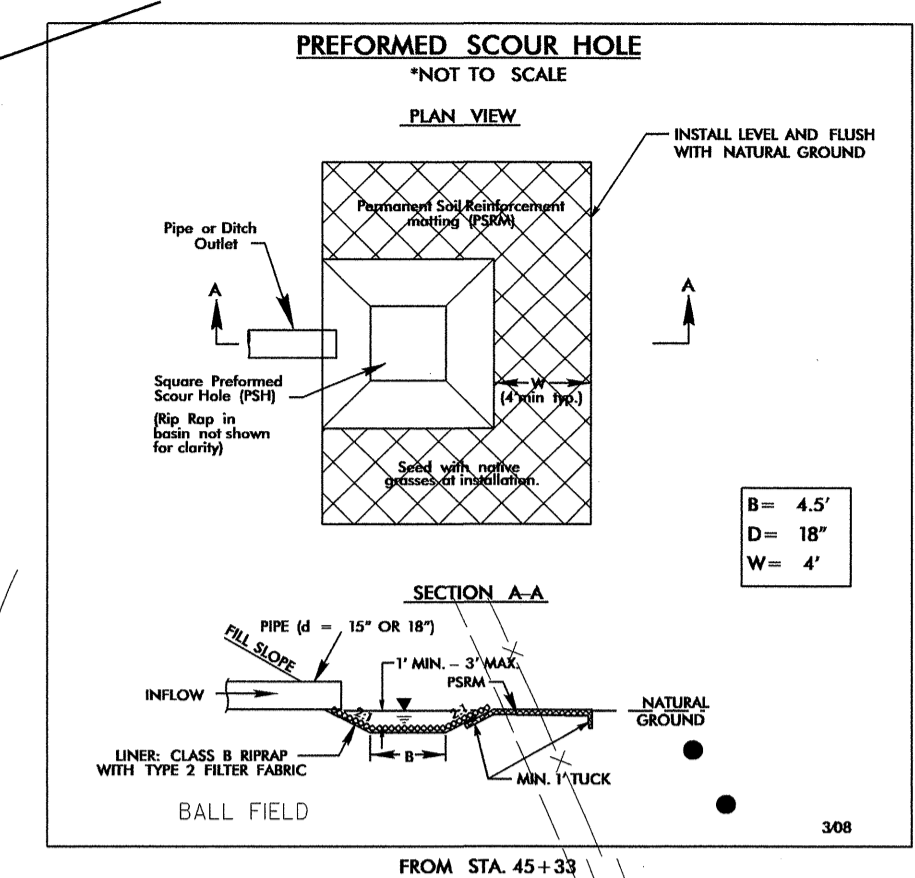 PREFORMED SCOUR HOLE
*NOT TO SCALE
PLAN VIEW
INSTALL LEVEL AND FLUSH
WITH NATURAL GROUND
Permanent Soil Reinforcement
matting (PSRM)
Pipe or Ditch
Outlet
A
A
Square Preformed
Scour Hole (PSH)
(Rip Rap in
basin not shown
for clarity)
W
(4'min typ.)
Seed with native
grasses at installation.
B= 4.5'
D= 18"
W= 4'
SECTION A-A
PIPE (d = 15" OR 18")
FILL SLOPE
1' MIN. - 3' MAX.
PSRM
INFLOW
NATURAL
GROUND
2:1
2:1
B
LINER: CLASS B RIPRAP
WITH TYPE 2 FILTER FABRIC
MIN. 1' TUCK
BALL FIELD
3/08
FROM STA. 45+33